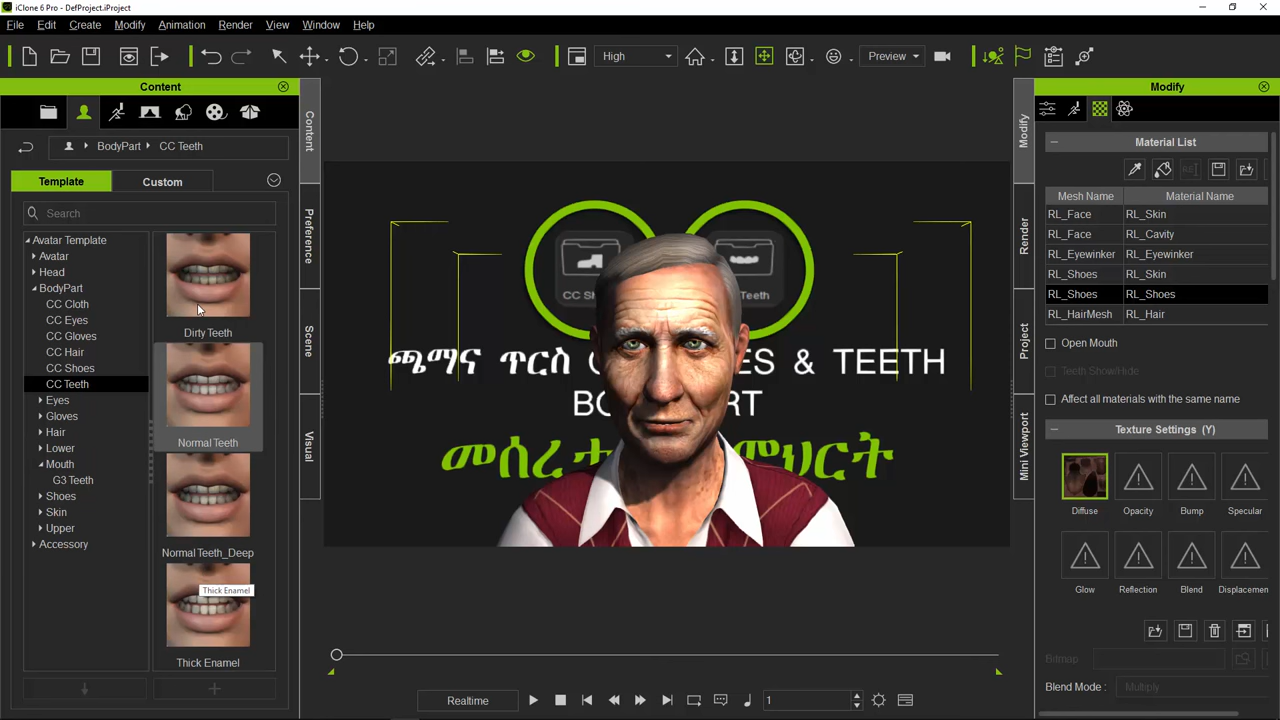 iClone 6 Pro - DefProject.iProject
File Edit Create Modify Animation Render View Window Help
High Preview
Content
BodyPart CC Teeth
Template Custom
Search
Avatar Template
Avatar
Head
BodyPart
CC Cloth
CC Eyes
CC Gloves
CC Hair
CC Shoes
CC Teeth
Eyes
Gloves
Hair
Lower
Mouth
G3 Teeth
Shoes
Skin
Upper
Accessory
Dirty Teeth
Normal Teeth
Normal Teeth_Deep
Thick Enamel
Thick Enamel
Content
Preference
Scene
Visual
CC Sh Teeth
ጫማና ጥርስ ES & TEETH
መሰረታ ምህርት
Realtime 1
Modify
Render
Project
Mini Viewport
Modify
Material List
Mesh Name Material Name
RL_Face RL_Skin
RL_Face RL_Cavity
RL_Eyewinker RL_Eyewinker
RL_Shoes RL_Skin
RL_Shoes RL_Shoes
RL_HairMesh RL_Hair
Open Mouth
Teeth Show/Hide
Affect all materials with the same name
Texture Settings (Y)
Diffuse Opacity Bump Specular
Glow Reflection Blend Displacemen
Bitmap
Blend Mode : Multiply